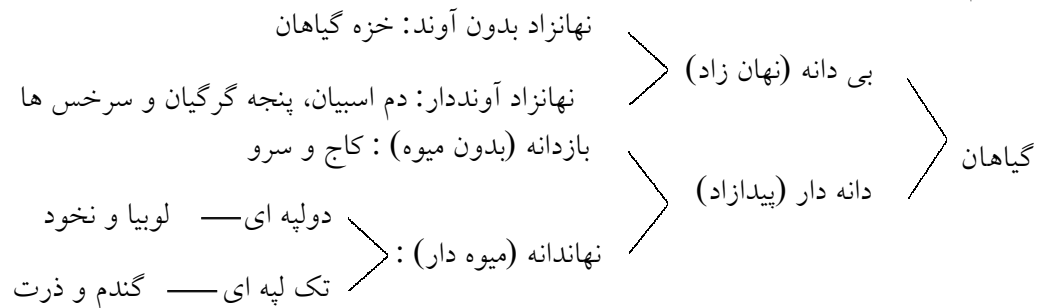 نهانزاد بدون آوند: خزه گیاهان
بی دانه (نهان زاد)
نهانزاد آونددار: دم اسبیان، پنجه گرگیان و سرخس ها
بازدانه (بدون میوه) : کاج و سرو
گیاهان
دانه دار (پیدازاد)
دولپه ای — لوبیا و نخود
نهاندانه (میوه دار) :
تک لپه ای — گندم و ذرت